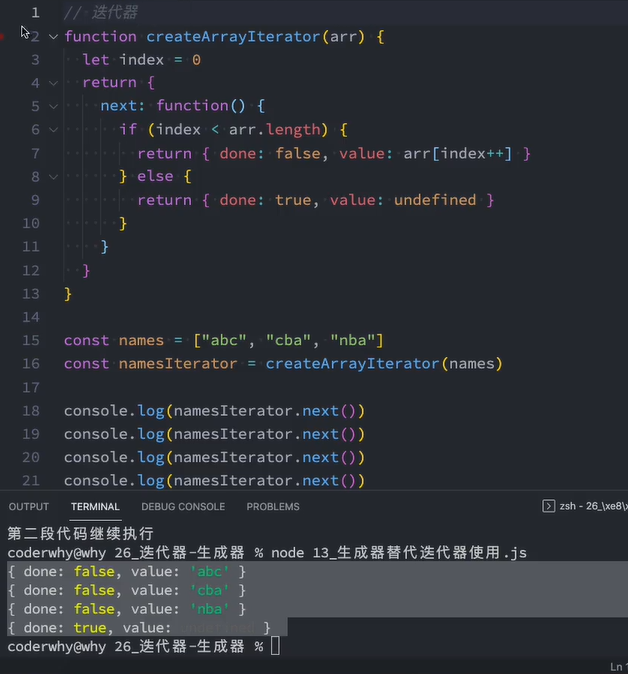 1 // 迭代器
2 function createArrayIterator(arr) {
3 let index = 0
4 return {
5 next: function() {
6 if (index < arr.length) {
7 return { done: false, value: arr[index++] }
8 } else {
9 return { done: true, value: undefined }
10 }
11 }
12 }
13 }
14
15 const names = ["abc", "cba", "nba"]
16 const namesIterator = createArrayIterator(names)
17
18 console.log(namesIterator.next())
19 console.log(namesIterator.next())
20 console.log(namesIterator.next())
21 console.log(namesIterator.next())
OUTPUT TERMINAL DEBUG CONSOLE PROBLEMS zsh - 26_\xe8\x
第二段代码继续执行
coderwhy@why 26_迭代器-生成器 % node 13_生成器替代迭代器使用.js
{ done: false, value: 'abc' }
{ done: false, value: 'cba' }
{ done: false, value: 'nba' }
{ done: true, value: undefined }
coderwhy@why 26_迭代器-生成器 %
Ln